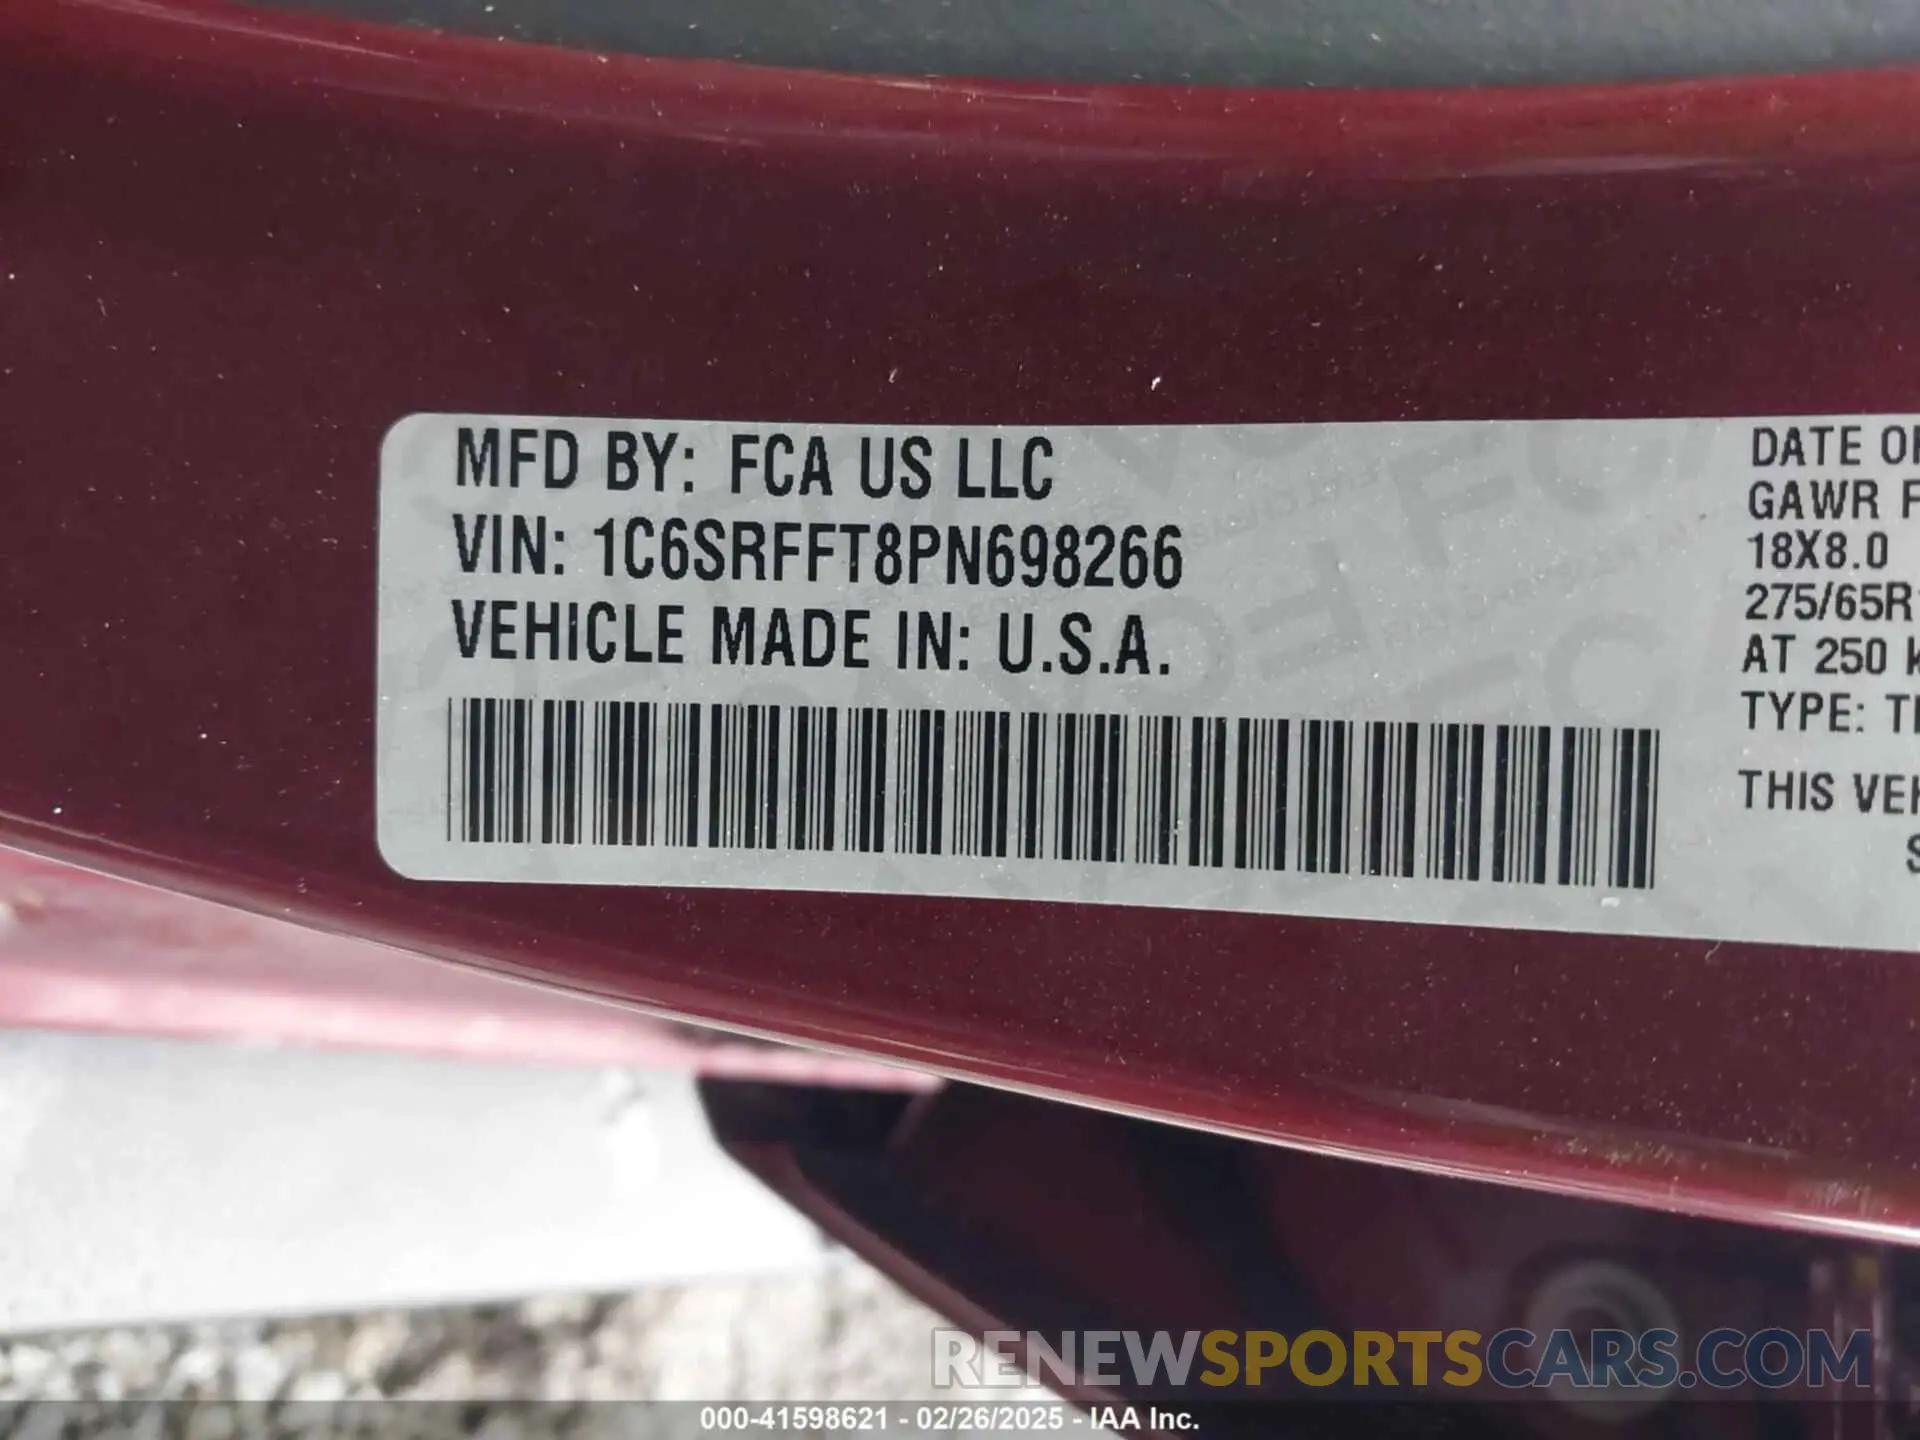 MFD BY: FCA US LLC
VIN: 1C6SRFFT8PN698266
VEHICLE MADE IN: U.S.A.
DATE
GAWR F
18X8.0
275/65R
AT 250
TYPE:
THIS
RENEWSPORTSCARS.COM
000-41598621 - 02/26/2025 - IAA Inc.